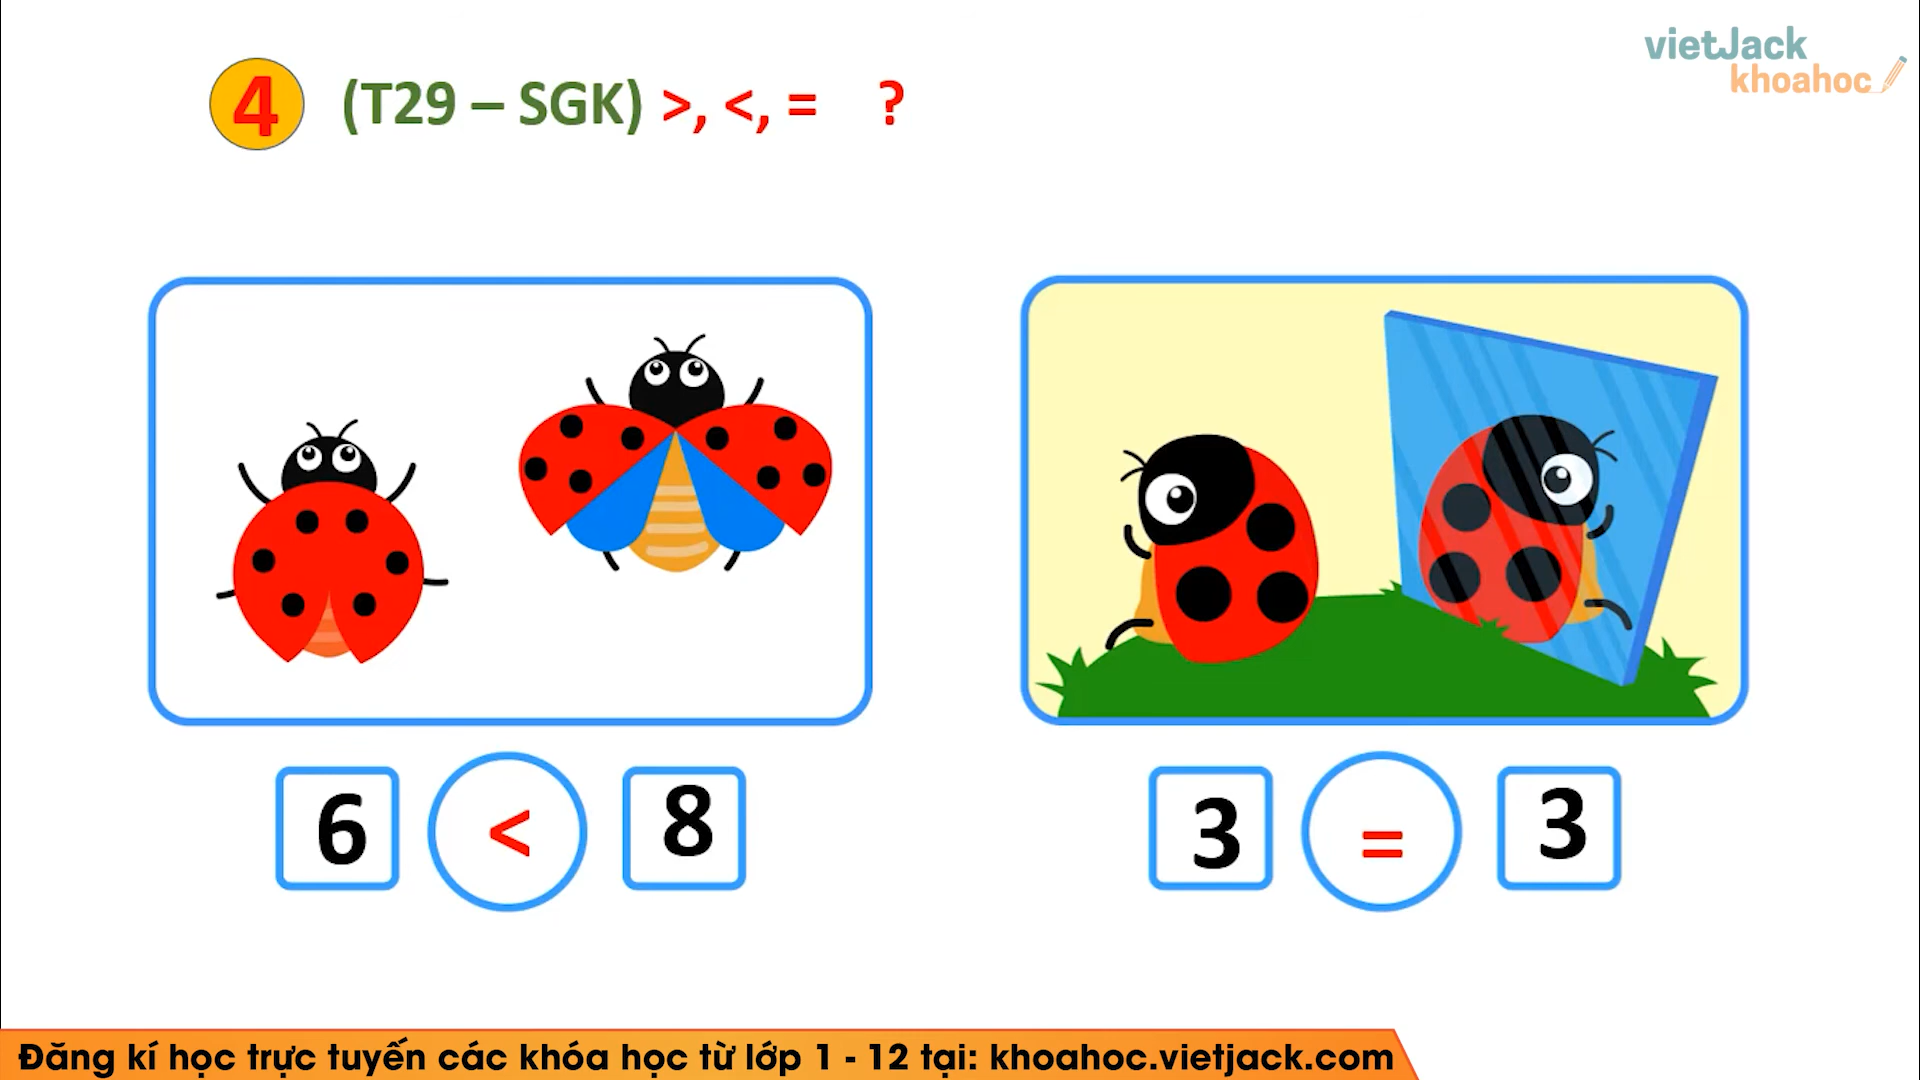 vietJack
khoahoc
4 (T29 – SGK) >, <, = ?
6 < 8
3 = 3
Đăng kí học trực tuyến các khóa học từ lớp 1 - 12 tại: khoahoc.vietjack.com